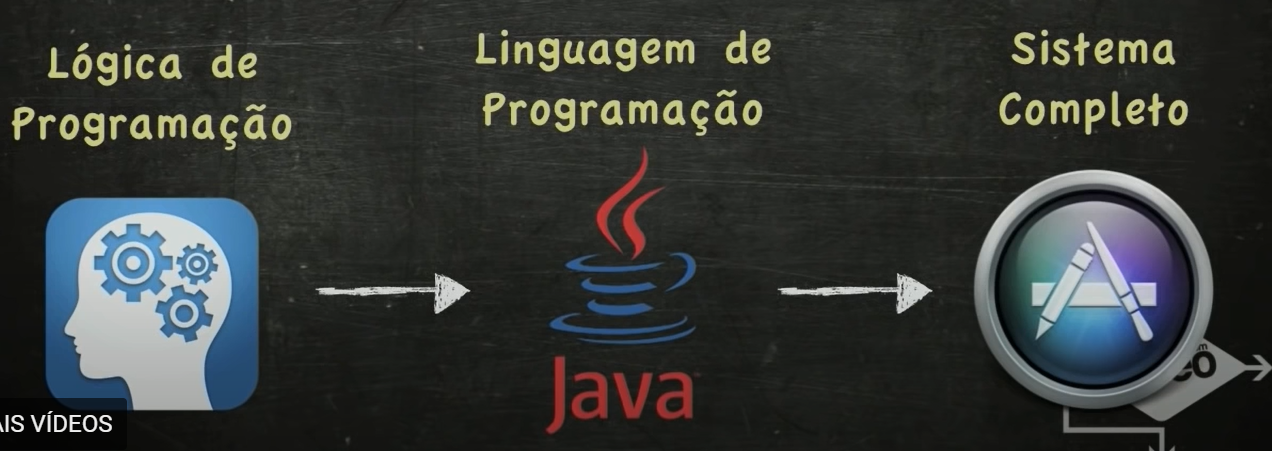 Lógica de
Programação
Linguagem de
Programação
Sistema
Completo
Java
AIS VÍDEOS